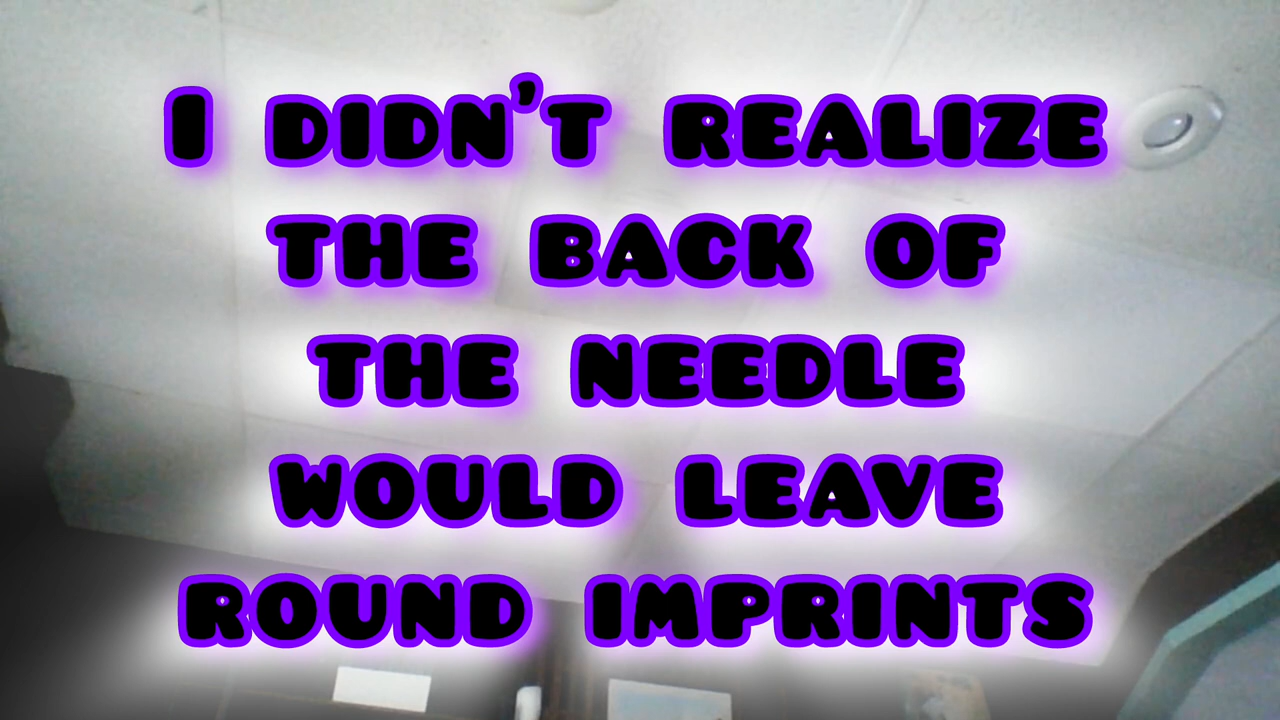 I DIDN'T REALIZE
THE BACK OF
THE NEEDLE
WOULD LEAVE
ROUND IMPRINTS